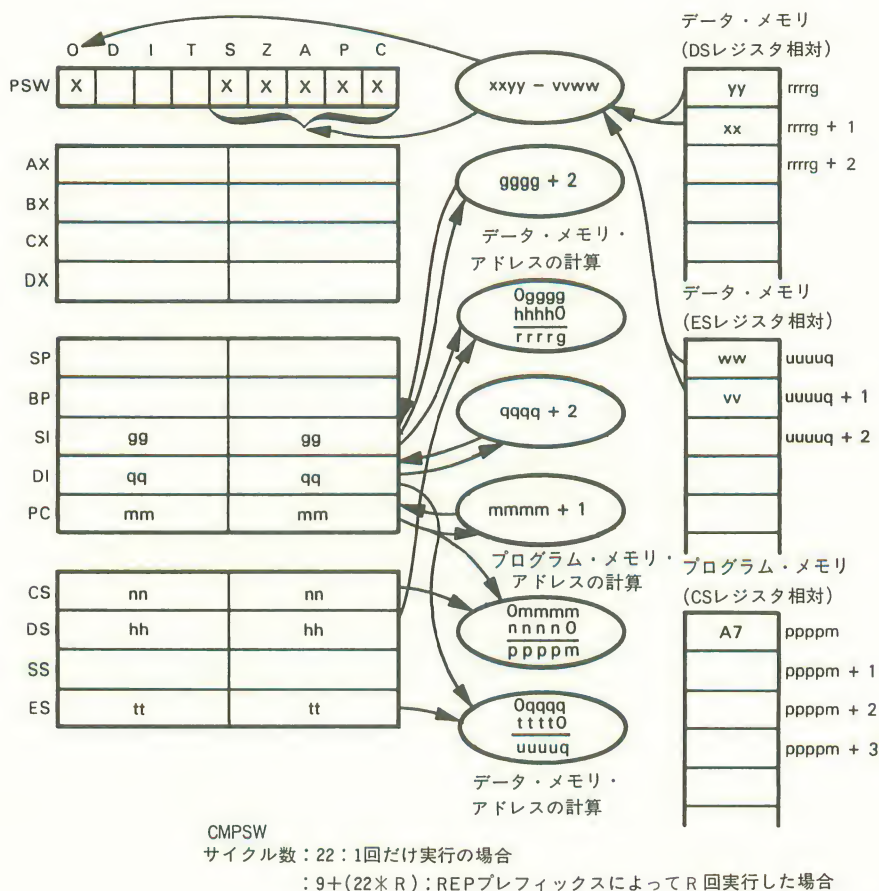 O D I T S Z A P C
PSW X X X X X X
xxyy − vvww
データ・メモリ
(DSレジスタ相対)
yy rrrrg
xx rrrrg + 1
rrrrg + 2
AX
BX
CX
DX
gggg + 2
データ・メモリ・
アドレスの計算
0gggg
hhhh0
rrrrg
データ・メモリ
(ESレジスタ相対)
ww uuuuq
vv uuuuq + 1
uuuuq + 2
SP
BP
SI gg gg
DI qq qq
PC mm mm
qqqq + 2
mmmm + 1
プログラム・メモリ・
アドレスの計算
0mmmm
nnnn0
ppppm
プログラム・メモリ
(CSレジスタ相対)
A7 ppppm
ppppm + 1
ppppm + 2
ppppm + 3
CS nn nn
DS hh hh
SS
ES tt tt
0qqqq
tttt0
uuuuq
データ・メモリ・
アドレスの計算
CMPSW
サイクル数：22：1回だけ実行の場合
：9+(22＊R)：REPプレフィックスによってR回実行した場合